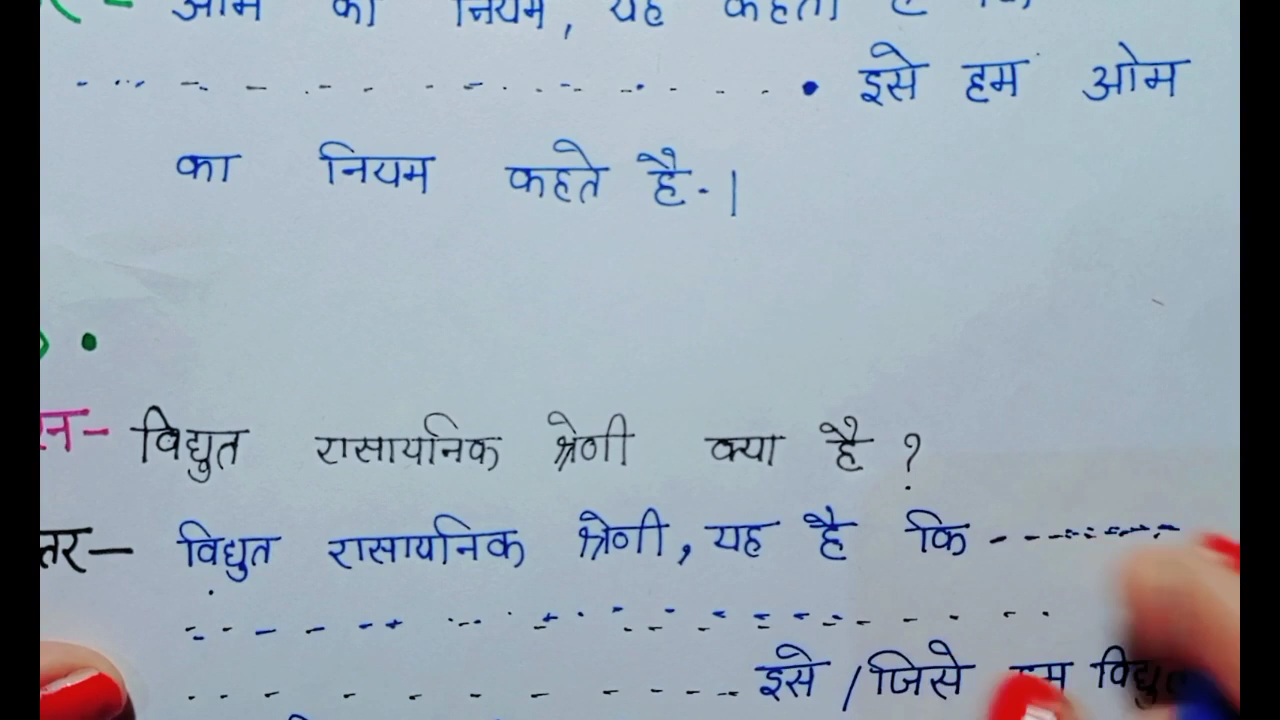 ओम का नियम, यह कहता है कि
- - - - - - - - - - - - - - - - . इसे हम ओम
का नियम कहते है-।
विद्युत रासायनिक श्रेणी क्या है ?
त्तर- विद्युत रासायनिक श्रेणी, यह है कि - - - - - - - -
- - - - - - - - - - - - - - - - - - - -
- - - - - - - - - - इसे / जिसे हम विद्युत